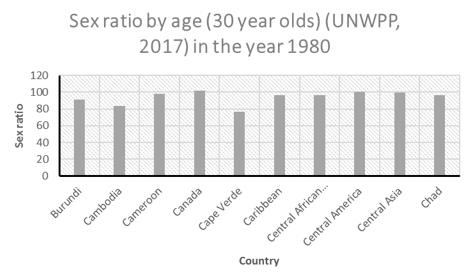 Sex ratio by age (30 year olds) (UNWPP,
2017) in the year 1980
120
100
80
60
40
20
0
Sex ratio
Burundi
Cambodia
Cameroon
Canada
Cape Verde
Caribbean
Central African...
Central America
Central Asia
Chad
Country